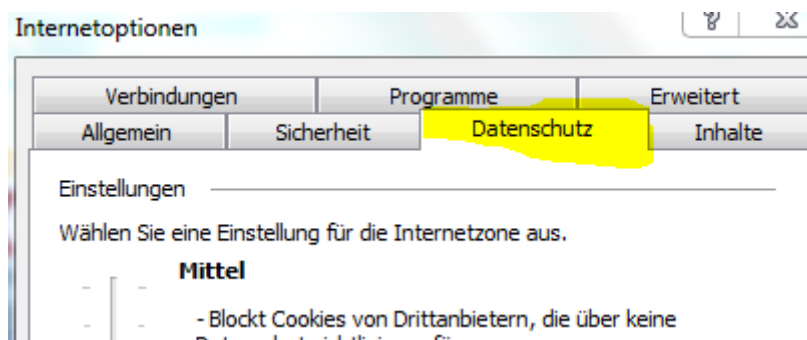 Internetoptionen
Verbindungen Programme Erweitert
Allgemein Sicherheit Datenschutz Inhalte
Einstellungen
Wählen Sie eine Einstellung für die Internetzone aus.
Mittel
- Blockt Cookies von Drittanbietern, die über keine